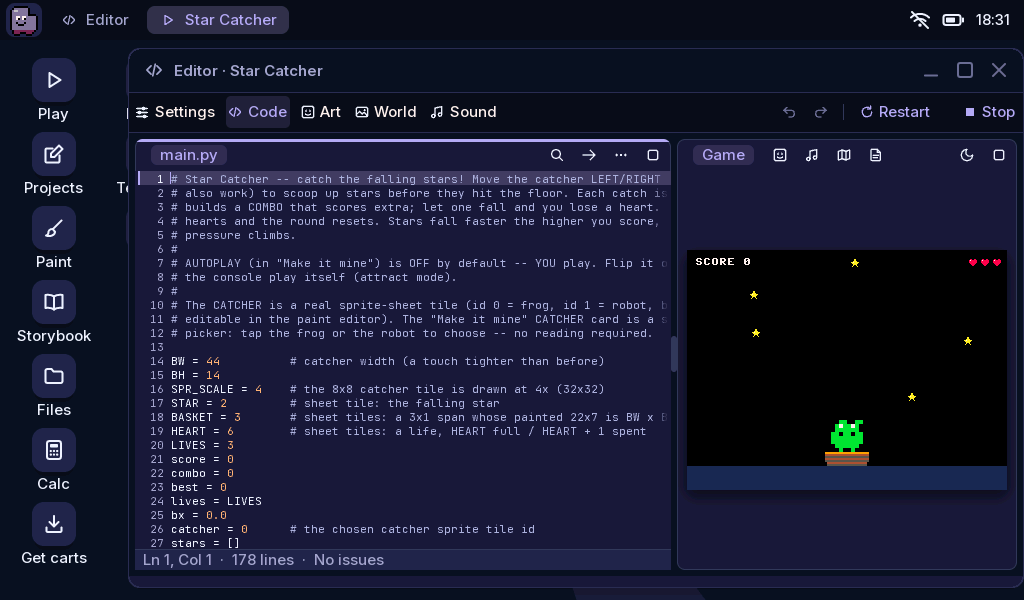 Editor
Star Catcher
18:31
Play
Projects
Paint
Storybook
Files
Calc
Get carts
Editor · Star Catcher
Settings
Code
Art
World
Sound
Restart
Stop
main.py
Game
1 # Star Catcher -- catch the falling stars! Move the catcher LEFT/RIGHT
2 # also work) to scoop up stars before they hit the floor. Each catch is
3 # builds a COMBO that scores extra; let one fall and you lose a heart.
4 # hearts and the round resets. Stars fall faster the higher you score,
5 # pressure climbs.
6 #
7 # AUTOPLAY (in "Make it mine") is OFF by default -- YOU play. Flip it
8 # the console play itself (attract mode).
9 #
10 # The CATCHER is a real sprite-sheet tile (id 0 = frog, id 1 = robot,
11 # editable in the paint editor). The "Make it mine" CATCHER card is a
12 # picker: tap the frog or the robot to choose -- no reading required.
13
14 BW = 44 # catcher width (a touch tighter than before)
15 BH = 14
16 SPR_SCALE = 4 # the 8x8 catcher tile is drawn at 4x (32x32)
17 STAR = 2 # sheet tile: the falling star
18 BASKET = 3 # sheet tiles: a 3x1 span whose painted 22x7 is BW x
19 HEART = 6 # sheet tiles: a life, HEART full / HEART + 1 spent
20 LIVES = 3
21 score = 0
22 combo = 0
23 best = 0
24 lives = LIVES
25 bx = 0.0
26 catcher = 0 # the chosen catcher sprite tile id
27 stars = []
Ln 1, Col 1 · 178 lines · No issues
SCORE 0